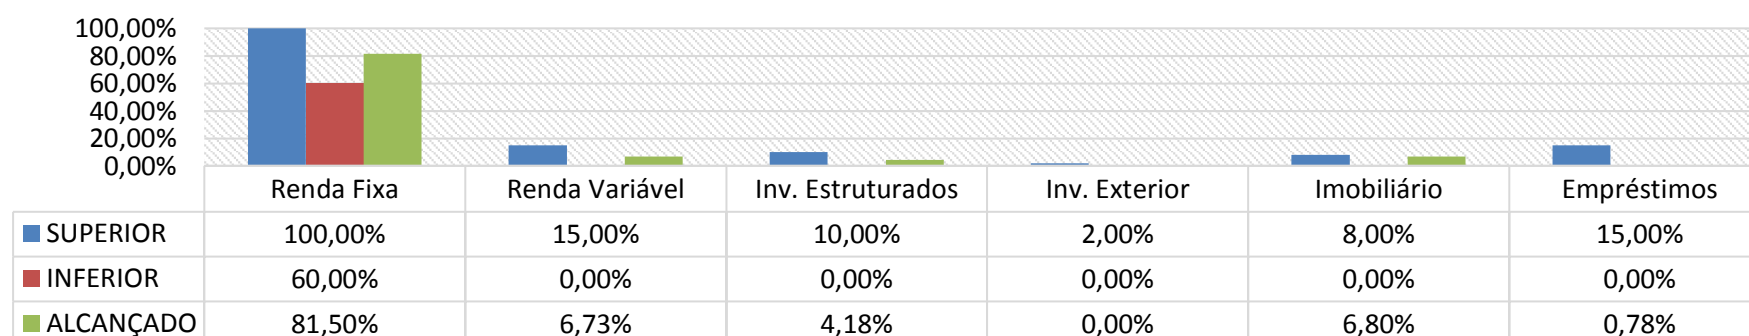 100,00%
80,00%
60,00%
40,00%
20,00%
0,00%
Renda Fixa Renda Variável Inv. Estruturados Inv. Exterior Imobiliário Empréstimos
SUPERIOR 100,00% 15,00% 10,00% 2,00% 8,00% 15,00%
INFERIOR 60,00% 0,00% 0,00% 0,00% 0,00% 0,00%
ALCANÇADO 81,50% 6,73% 4,18% 0,00% 6,80% 0,78%